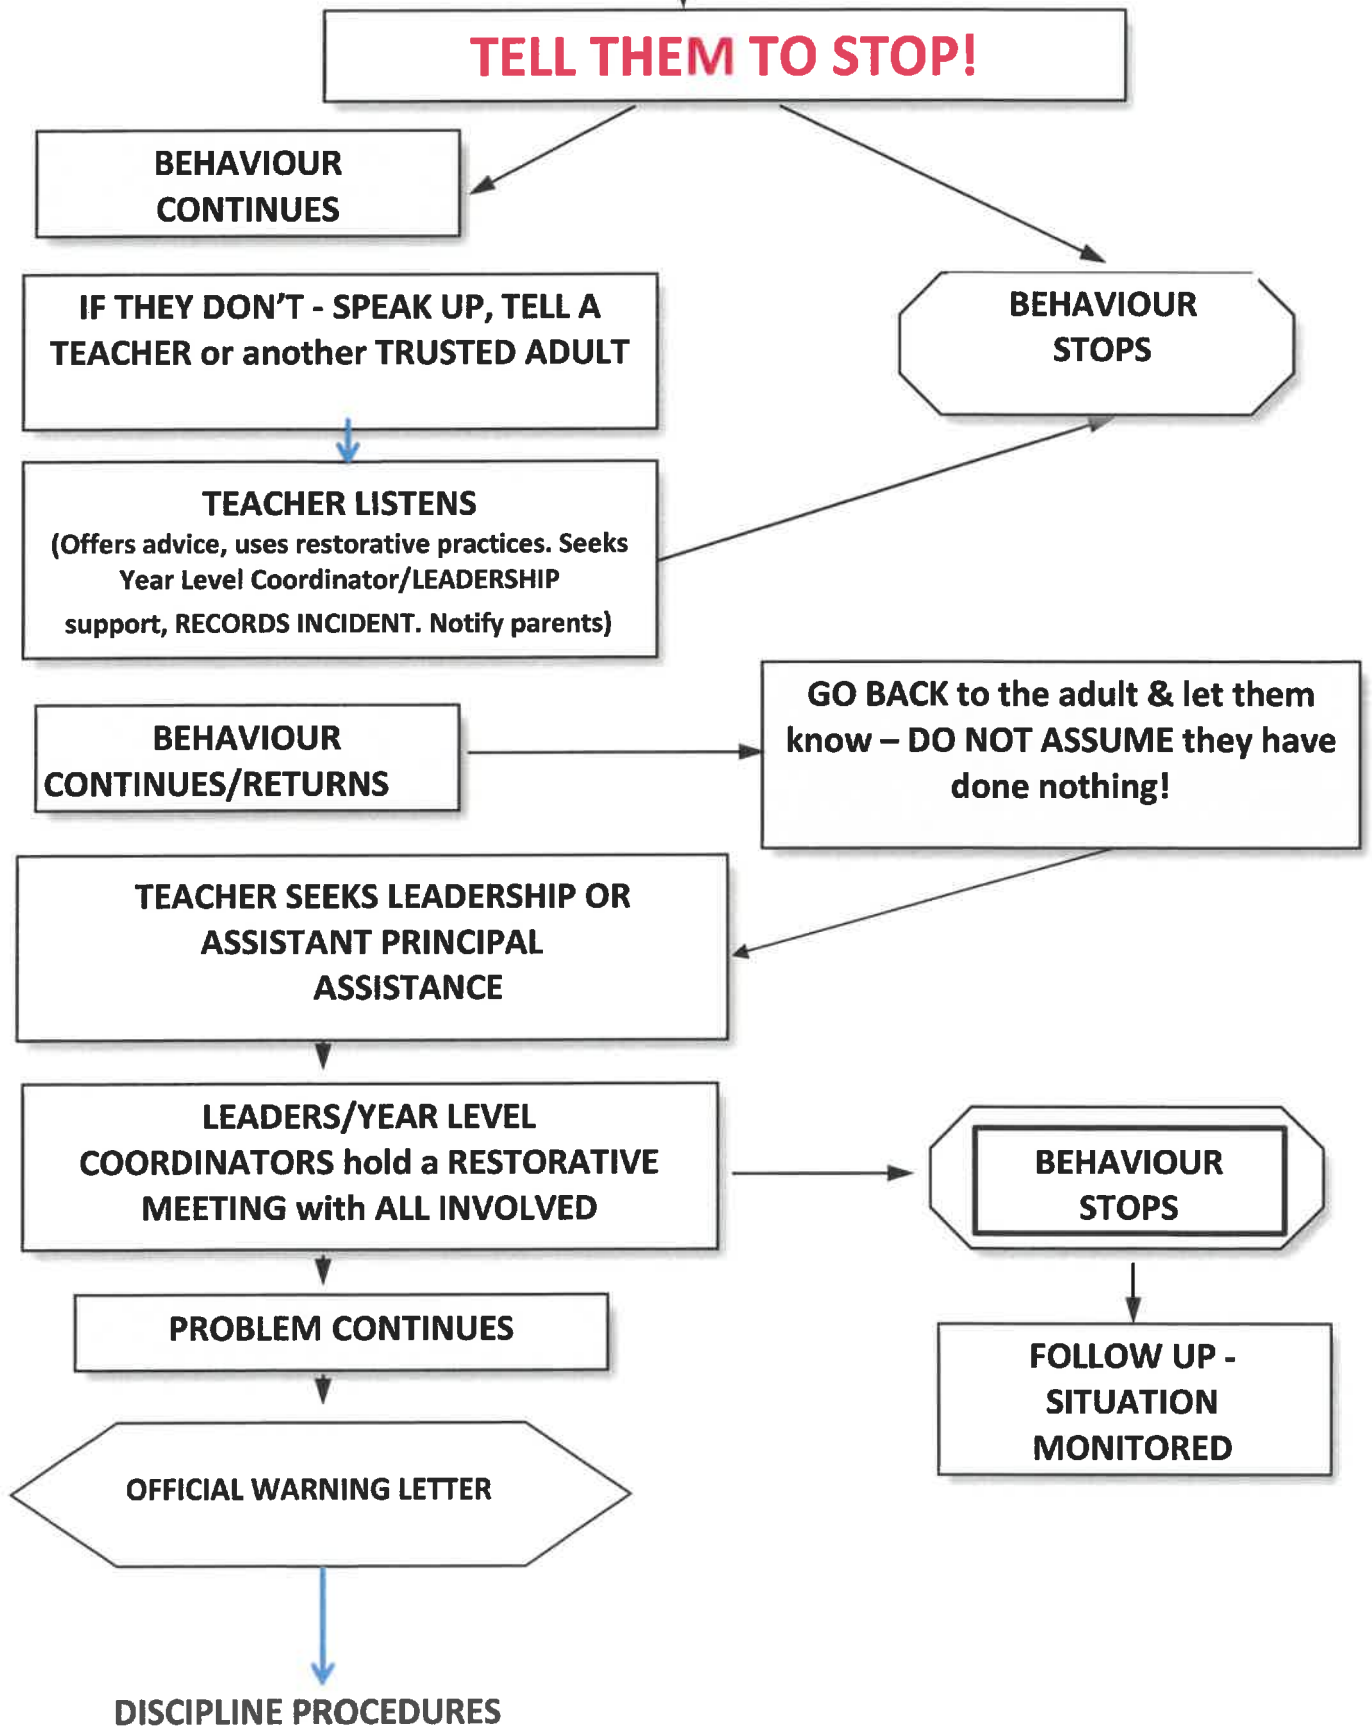 TELL THEM TO STOP!
BEHAVIOUR
CONTINUES
IF THEY DON'T - SPEAK UP, TELL A
TEACHER or another TRUSTED ADULT
BEHAVIOUR
STOPS
TEACHER LISTENS
(Offers advice, uses restorative practices. Seeks
Year Level Coordinator/LEADERSHIP
support, RECORDS INCIDENT. Notify parents)
BEHAVIOUR
CONTINUES/RETURNS
GO BACK to the adult & let them
know – DO NOT ASSUME they have
done nothing!
TEACHER SEEKS LEADERSHIP OR
ASSISTANT PRINCIPAL
ASSISTANCE
LEADERS/YEAR LEVEL
COORDINATORS hold a RESTORATIVE
MEETING with ALL INVOLVED
BEHAVIOUR
STOPS
PROBLEM CONTINUES
FOLLOW UP -
SITUATION
MONITORED
OFFICIAL WARNING LETTER
DISCIPLINE PROCEDURES